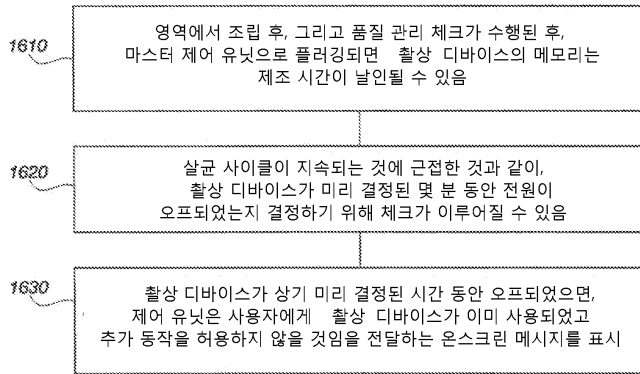 1610
영역에서 조립 후, 그리고 품질 관리 체크가 수행된 후,
마스터 제어 유닛으로 플러깅되면 촬상 디바이스의 메모리는
제조 시간이 날인될 수 있음
1620
살균 사이클이 지속되는 것에 근접한 것과 같이,
촬상 디바이스가 미리 결정된 몇 분 동안 전원이
오프되었는지 결정하기 위해 체크가 이루어질 수 있음
1630
촬상 디바이스가 상기 미리 결정된 시간 동안 오프되었으면,
제어 유닛은 사용자에게 촬상 디바이스가 이미 사용되었고
추가 동작을 허용하지 않을 것임을 전달하는 온스크린 메시지를 표시